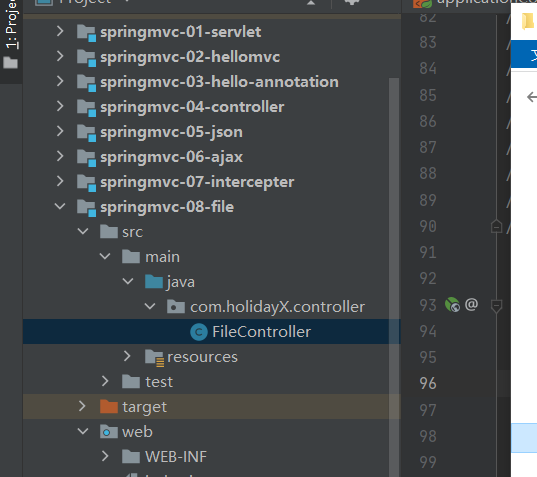 Project
1: Project
springmvc-01-servlet
springmvc-02-hellomvc
springmvc-03-hello-annotation
springmvc-04-controller
springmvc-05-json
springmvc-06-ajax
springmvc-07-intercepter
springmvc-08-file
src
main
java
com.holidayX.controller
C FileController
resources
test
target
web
WEB-INF
82
83
84
85
86
87
88
89
90
91
92
93 @
94
95
96
97
98
99